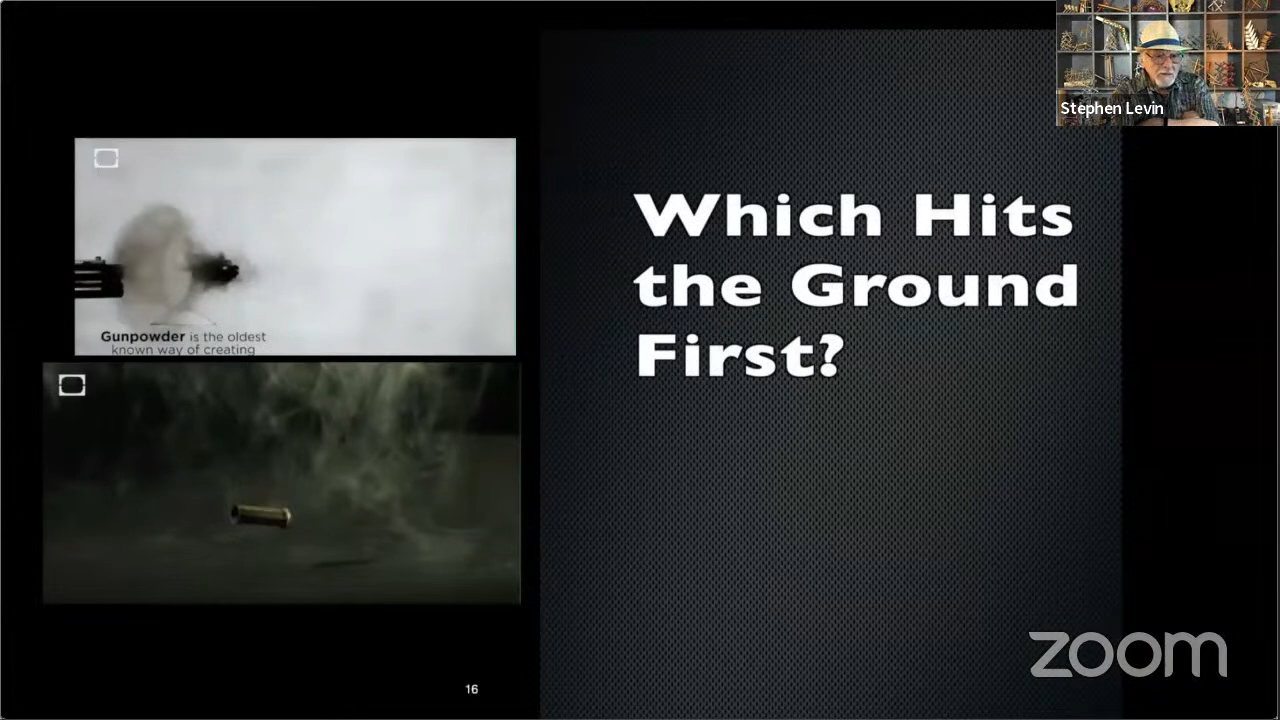 Stephen Levin
Which Hits
the Ground
First?
Gunpowder is the oldest
known way of creating
16
zoom